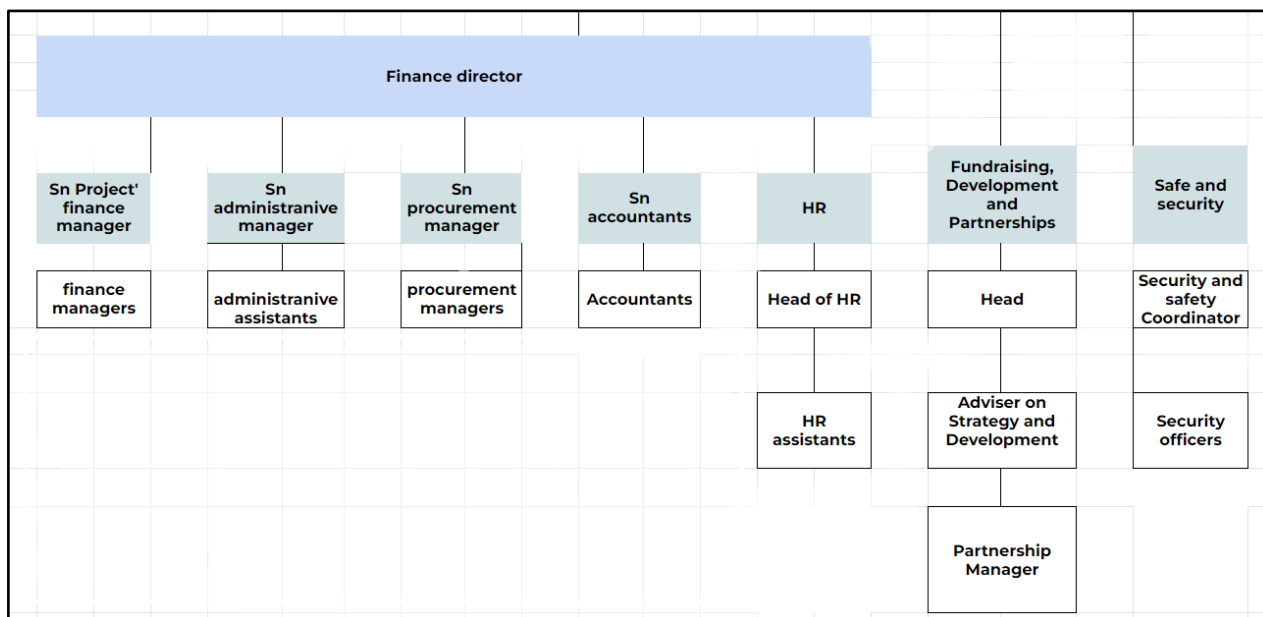 Finance director
Sn Project'
finance
manager
Sn
administranive
manager
Sn
procurement
manager
Sn
accountants
HR
Fundraising,
Development
and
Partnerships
Safe and
security
finance
managers
administranive
assistants
procurement
managers
Accountants
Head of HR
Head
Security and
safety
Coordinator
HR
assistants
Adviser on
Strategy and
Development
Security
officers
Partnership
Manager